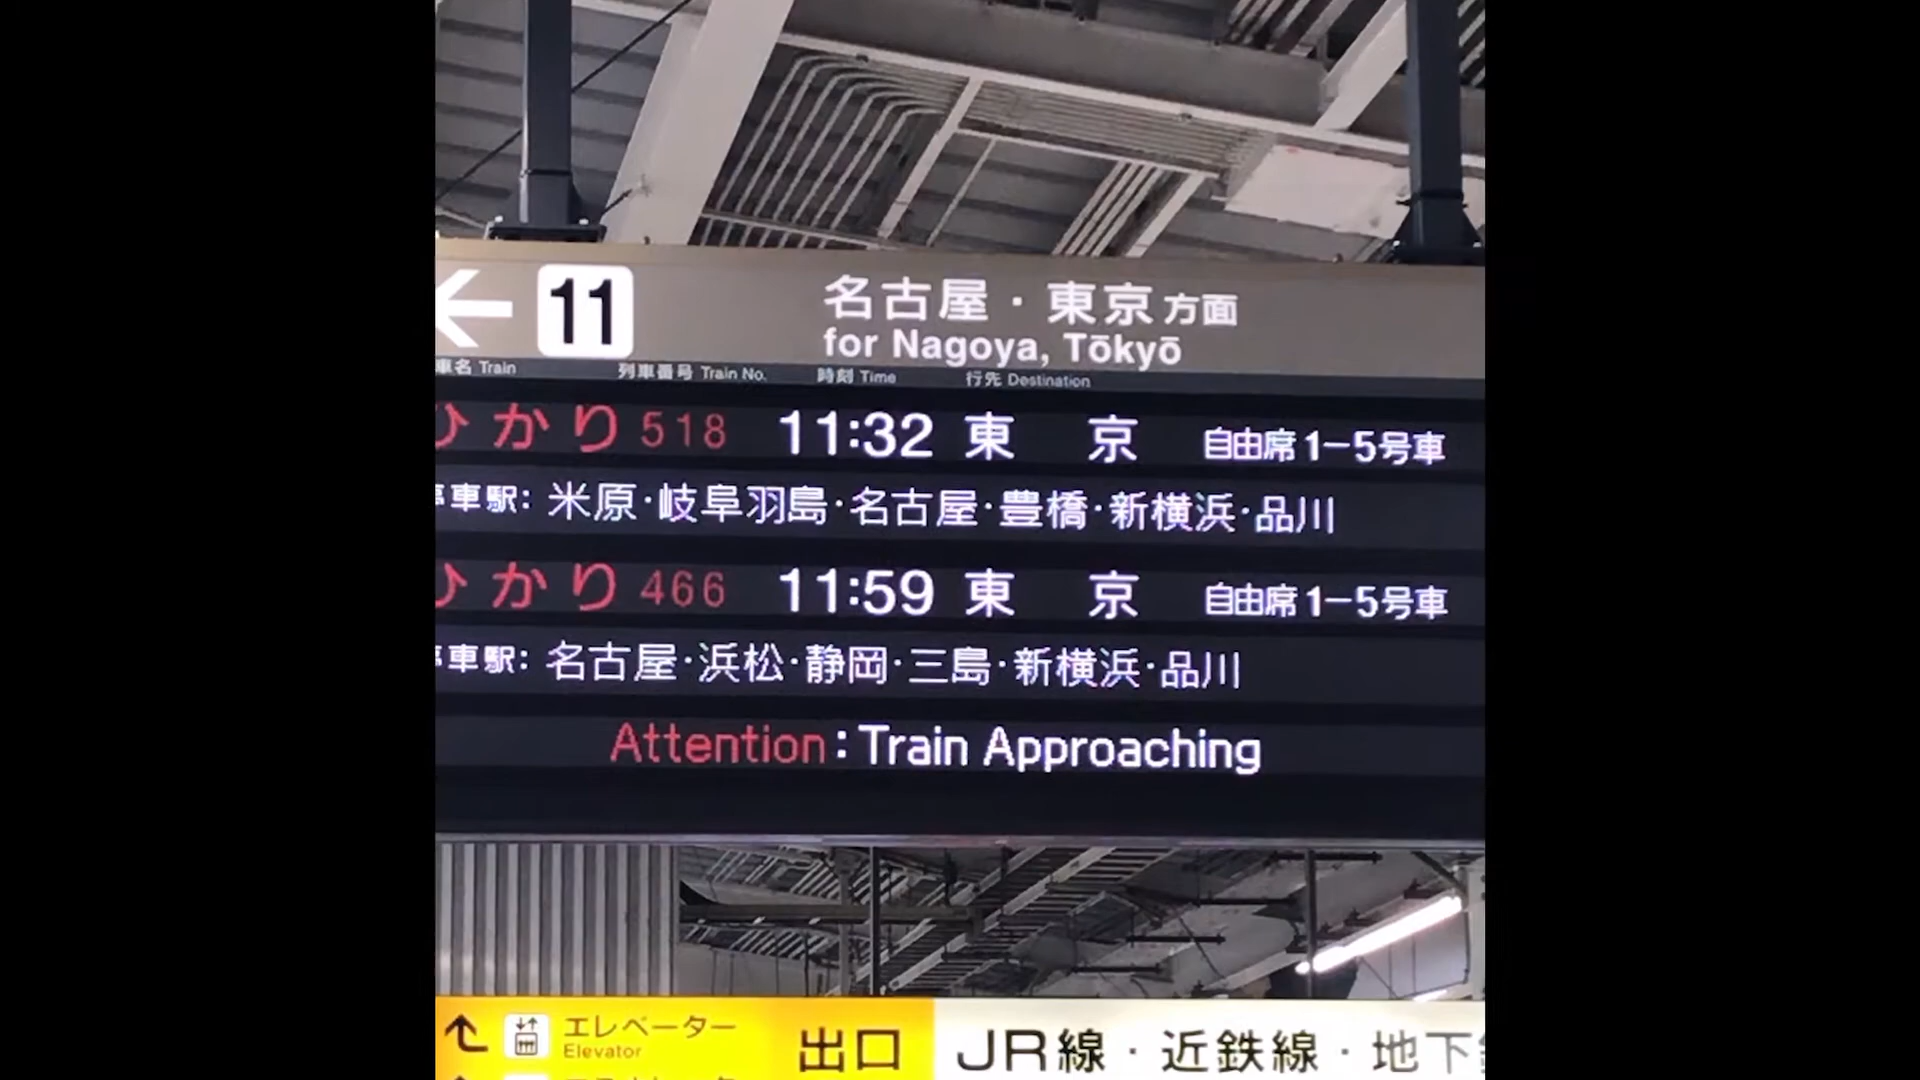 11 名古屋・東京方面
for Nagoya, Tōkyō
車名 Train 列車番号 Train No. 時刻 Time 行先 Destination
ひかり 518 11:32 東京 自由席1-5号車
停車駅: 米原・岐阜羽島・名古屋・豊橋・新横浜・品川
ひかり 466 11:59 東京 自由席1-5号車
停車駅: 名古屋・浜松・静岡・三島・新横浜・品川
Attention: Train Approaching
エレベーター
Elevator
出口 JR線・近鉄線・地下